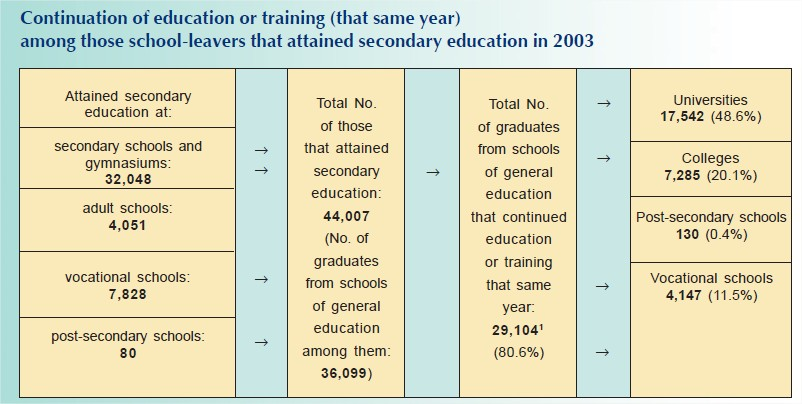 Continuation of education or training (that same year)
among those school-leavers that attained secondary education in 2003
Attained secondary
education at:
secondary schools and
gymnasiums:
32,048
adult schools:
4,051
vocational schools:
7,828
post-secondary schools:
80
→
→
→
→
Total No.
of those
that attained
secondary
education:
44,007
(No. of
graduates
from schools
of general
education
among them:
36,099)
→
Total No.
of graduates
from schools
of general
education
that continued
education
or training
that same
year:
29,104¹
(80.6%)
→
→
→
→
Universities
17,542 (48.6%)
Colleges
7,285 (20.1%)
Post-secondary schools
130 (0.4%)
Vocational schools
4,147 (11.5%)